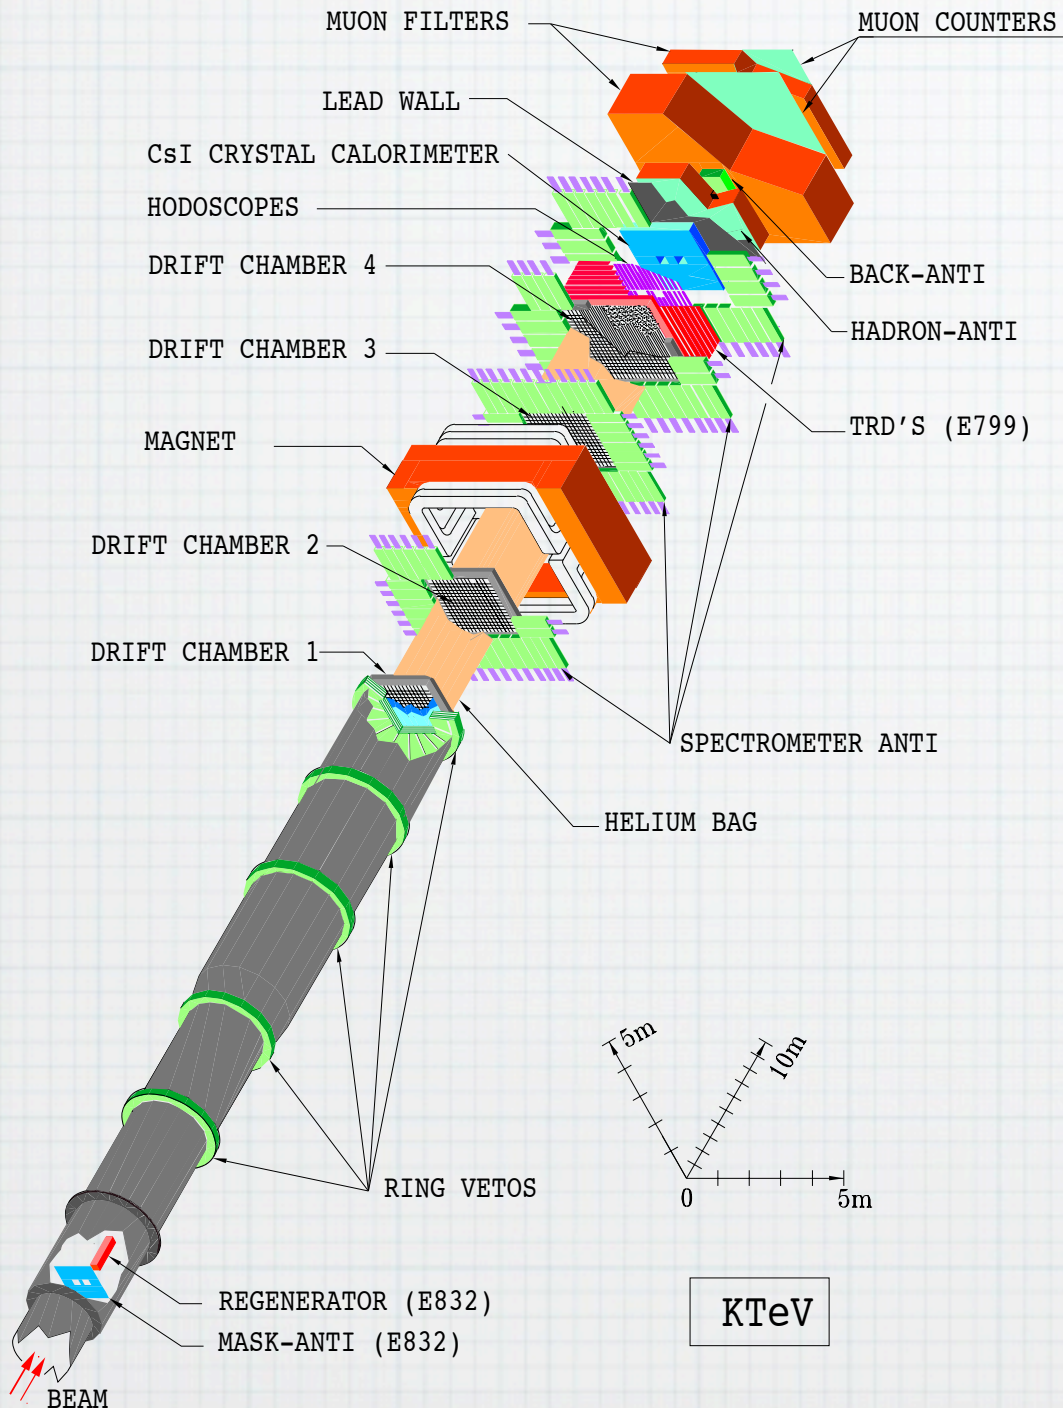 MUON FILTERS
MUON COUNTERS
LEAD WALL
CsI CRYSTAL CALORIMETER
HODOSCOPES
DRIFT CHAMBER 4
BACK-ANTI
HADRON-ANTI
DRIFT CHAMBER 3
TRD'S (E799)
MAGNET
DRIFT CHAMBER 2
DRIFT CHAMBER 1
SPECTROMETER ANTI
HELIUM BAG
5m
10m
0
5m
RING VETOS
REGENERATOR (E832)
MASK-ANTI (E832)
KTeV
BEAM